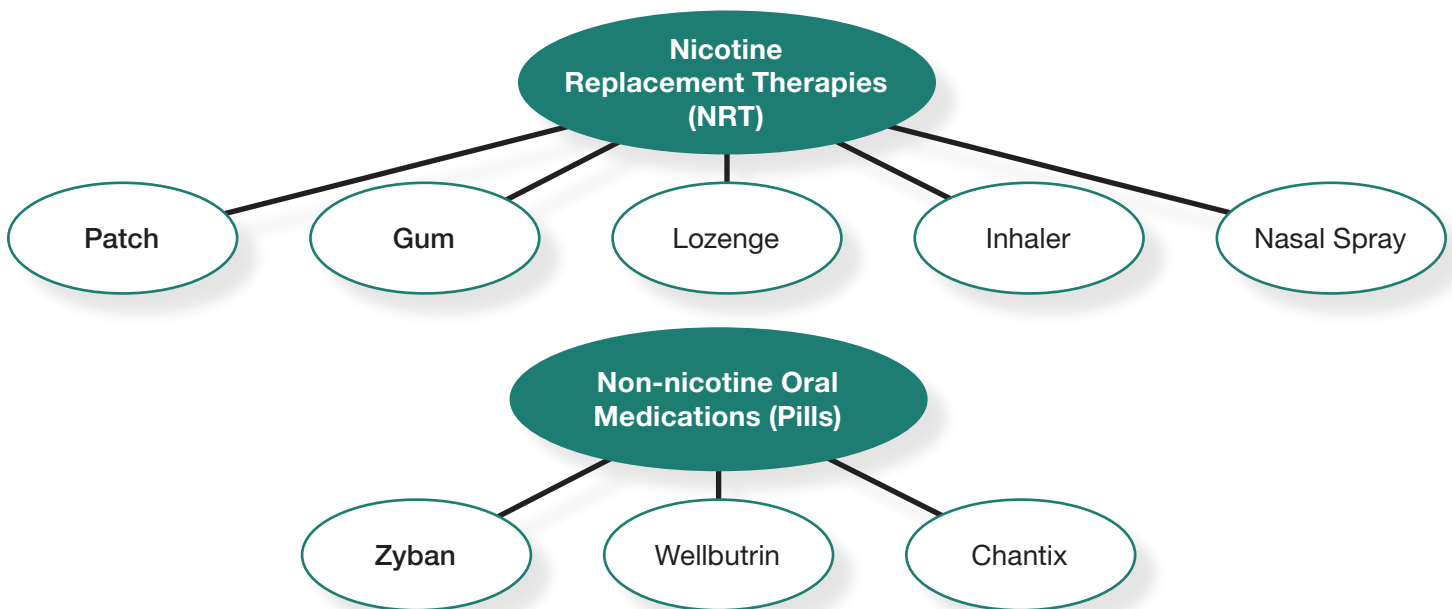 Nicotine
Replacement Therapies
(NRT)
Patch
Gum
Lozenge
Inhaler
Nasal Spray
Non-nicotine Oral
Medications (Pills)
Zyban
Wellbutrin
Chantix